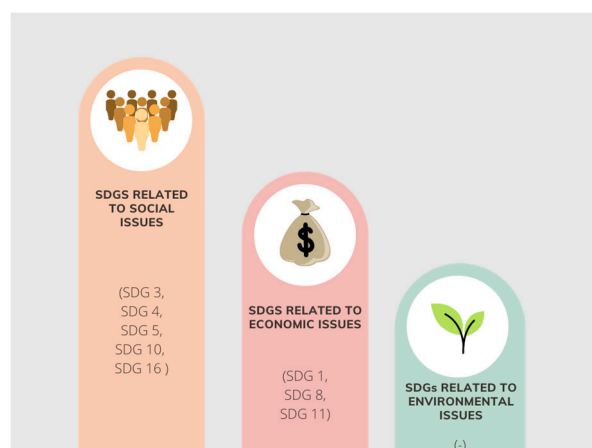 SDGS RELATED
TO SOCIAL
ISSUES
(SDG 3,
SDG 4,
SDG 5,
SDG 10,
SDG 16 )
$
SDGS RELATED TO
ECONOMIC ISSUES
(SDG 1,
SDG 8,
SDG 11)
SDGs RELATED TO
ENVIRONMENTAL
ISSUES
(-)